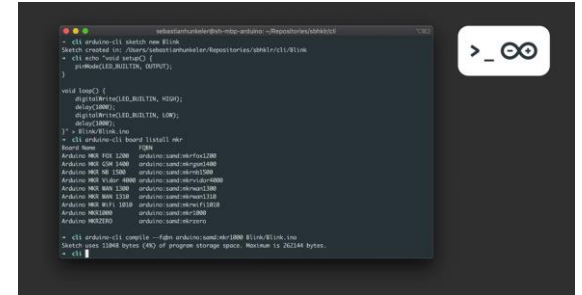 sebastianhunkeler@sh-mbp-arduino: ~/Repositories/sbhklr/cli
→ cli arduino-cli sketch new Blink
Sketch created in: /Users/sebastianhunkeler/Repositories/sbhklr/cli/Blink
→ cli echo "void setup() {
pinMode(LED_BUILTIN, OUTPUT);
}
void loop() {
digitalWrite(LED_BUILTIN, HIGH);
delay(1000);
digitalWrite(LED_BUILTIN, LOW);
delay(1000);
}" > Blink/Blink.ino
→ cli arduino-cli board listall mkr
Board Name FQBN
Arduino MKR FOX 1200 arduino:samd:mkrfox1200
Arduino MKR GSM 1400 arduino:samd:mkrgsm1400
Arduino MKR NB 1500 arduino:samd:mkrnb1500
Arduino MKR Vidor 4000 arduino:samd:mkrvidor4000
Arduino MKR WAN 1300 arduino:samd:mkrwan1300
Arduino MKR WAN 1310 arduino:samd:mkrwan1310
Arduino MKR WiFi 1010 arduino:samd:mkrwifi1010
Arduino MKR1000 arduino:samd:mkr1000
Arduino MKRZERO arduino:samd:mkrzero
→ cli arduino-cli compile --fqbn arduino:samd:mkr1000 Blink/Blink.ino
Sketch uses 11048 bytes (4%) of program storage space. Maximum is 262144 bytes.
→ cli
>_